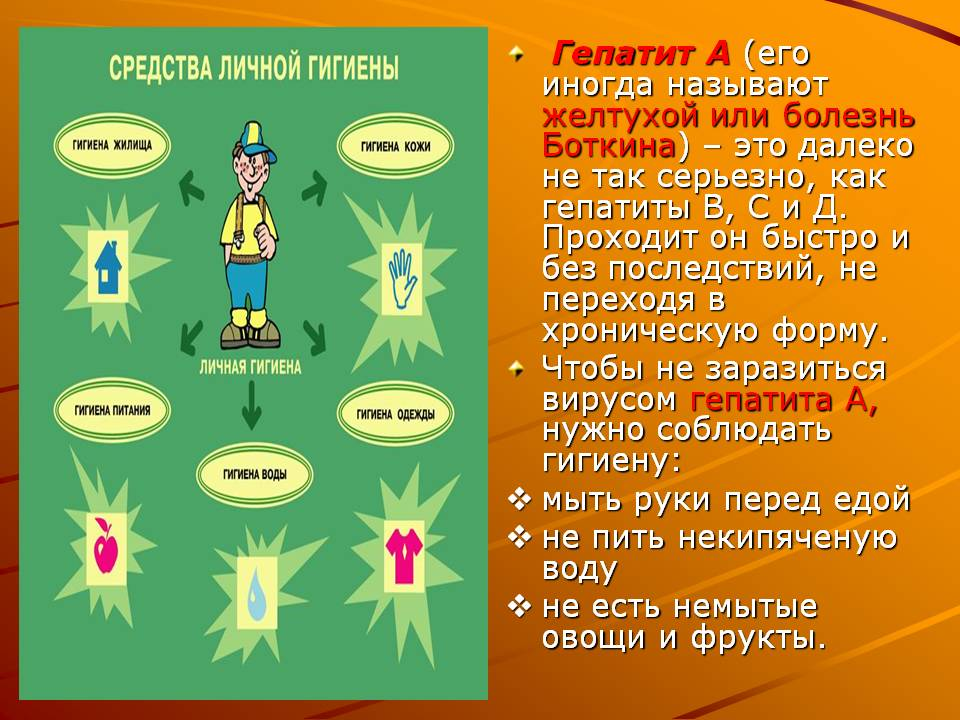 СРЕДСТВА ЛИЧНОЙ ГИГИЕНЫ
ГИГИЕНА ЖИЛИЩА
ГИГИЕНА КОЖИ
ЛИЧНАЯ ГИГИЕНА
ГИГИЕНА ПИТАНИЯ
ГИГИЕНА ОДЕЖДЫ
ГИГИЕНА ВОДЫ
Гепатит А (его
иногда называют
желтухой или болезнь
Боткина) – это далеко
не так серьезно, как
гепатиты В, С и Д.
Проходит он быстро и
без последствий, не
переходя в
хроническую форму.
Чтобы не заразиться
вирусом гепатита А,
нужно соблюдать
гигиену:
мыть руки перед едой
не пить некипяченую
воду
не есть немытые
овощи и фрукты.